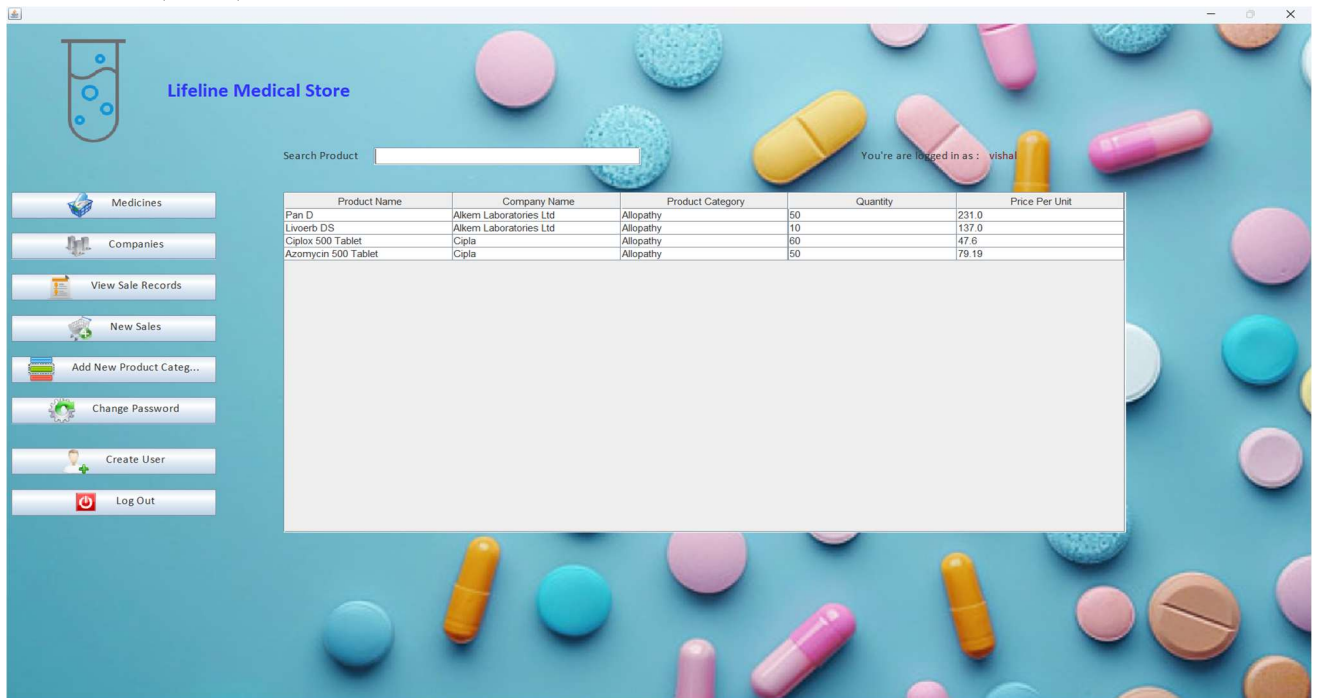 Lifeline Medical Store
Search Product
You're are logged in as : vishal
Medicines
Companies
View Sale Records
New Sales
Add New Product Categ...
Change Password
Create User
Log Out
Product Name Company Name Product Category Quantity Price Per Unit
Pan D Alkem Laboratories Ltd Allopathy 50 231.0
Livoerb DS Alkem Laboratories Ltd Allopathy 10 137.0
Ciplox 500 Tablet Cipla Allopathy 60 47.6
Azomycin 500 Tablet Cipla Allopathy 50 79.19